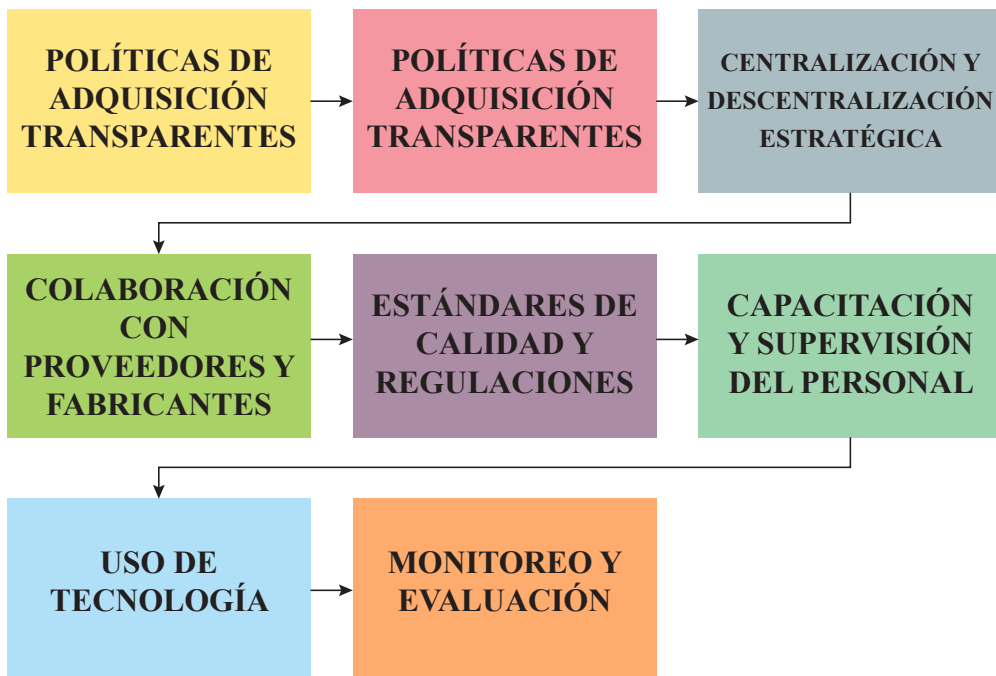 POLÍTICAS DE
ADQUISICIÓN
TRANSPARENTES
POLÍTICAS DE
ADQUISICIÓN
TRANSPARENTES
CENTRALIZACIÓN Y
DESCENTRALIZACIÓN
ESTRATÉGICA
COLABORACIÓN
CON
PROVEEDORES Y
FABRICANTES
ESTÁNDARES DE
CALIDAD Y
REGULACIONES
CAPACITACIÓN
Y SUPERVISIÓN
DEL PERSONAL
USO DE
TECNOLOGÍA
MONITOREO Y
EVALUACIÓN